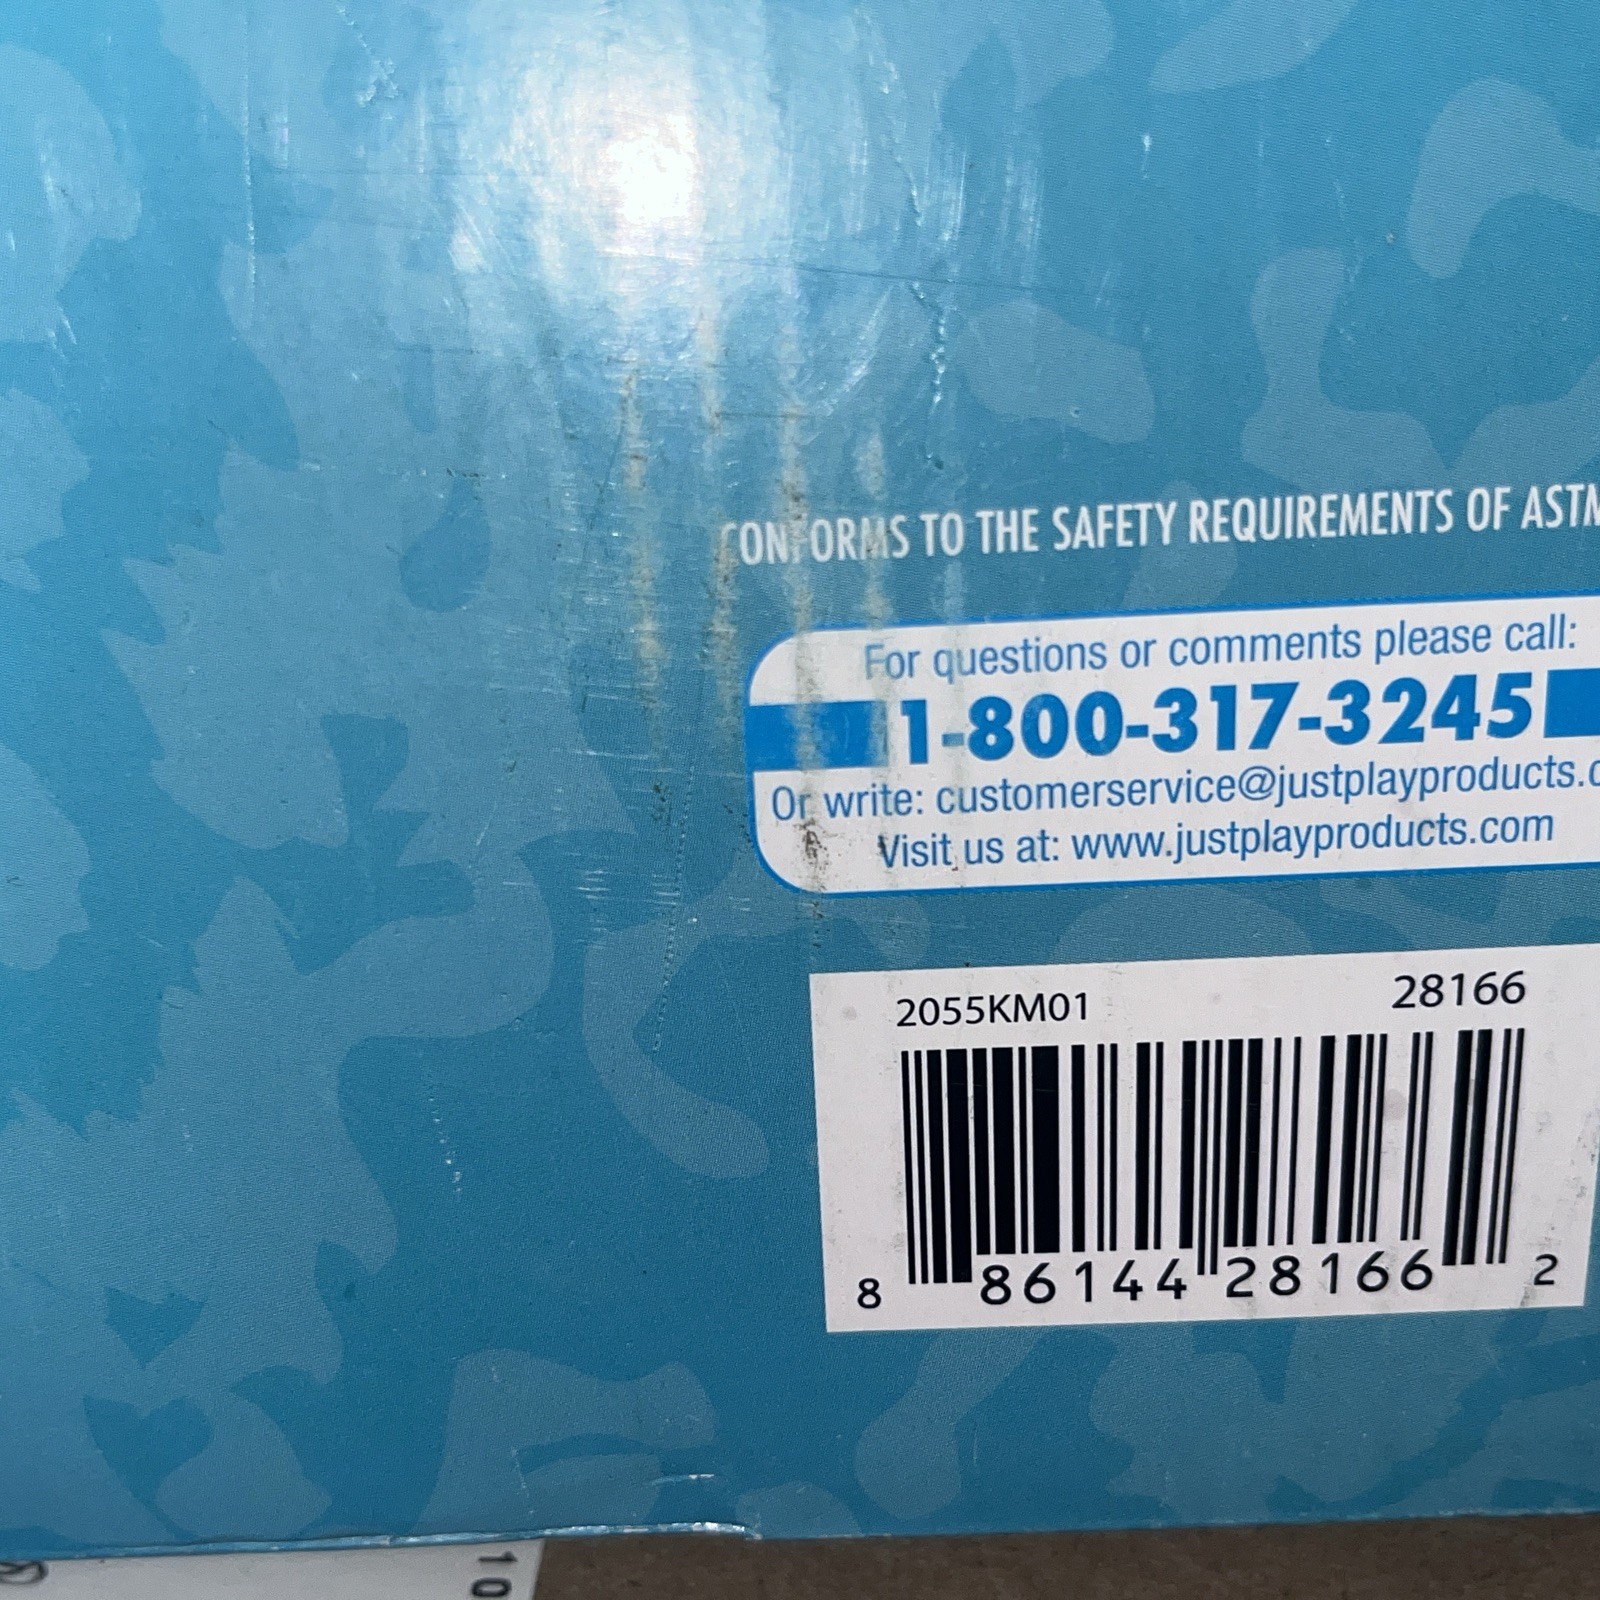 CONFORMS TO THE SAFETY REQUIREMENTS OF ASTM
For questions or comments please call:
1-800-317-3245
Or write: customerservice@justplayproducts.c
Visit us at: www.justplayproducts.com
2055KM01 28166
8 86144 28166 2
10